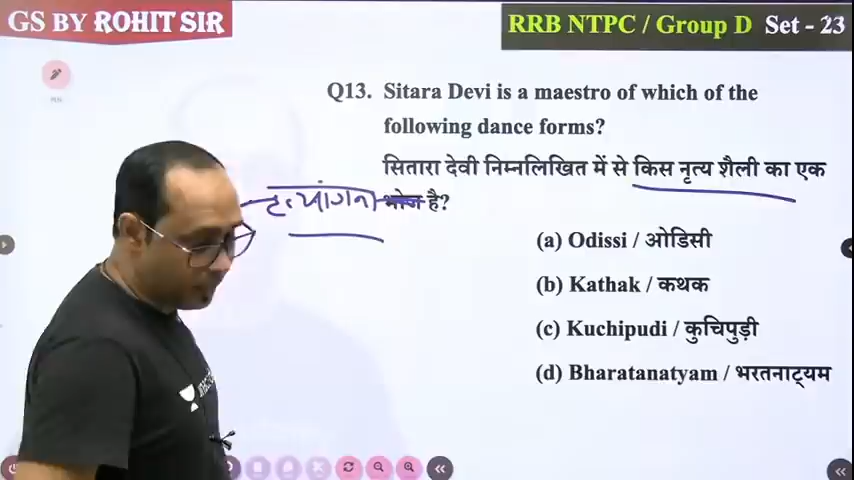 GS BY ROHIT SIR
RRB NTPC / Group D Set - 23
Q13. Sitara Devi is a maestro of which of the
following dance forms?
सितारा देवी निम्नलिखित में से किस नृत्य शैली का एक
है?
(a) Odissi / ओडिसी
(b) Kathak / कथक
(c) Kuchipudi / कुचिपुड़ी
(d) Bharatanatyam / भरतनाट्यम